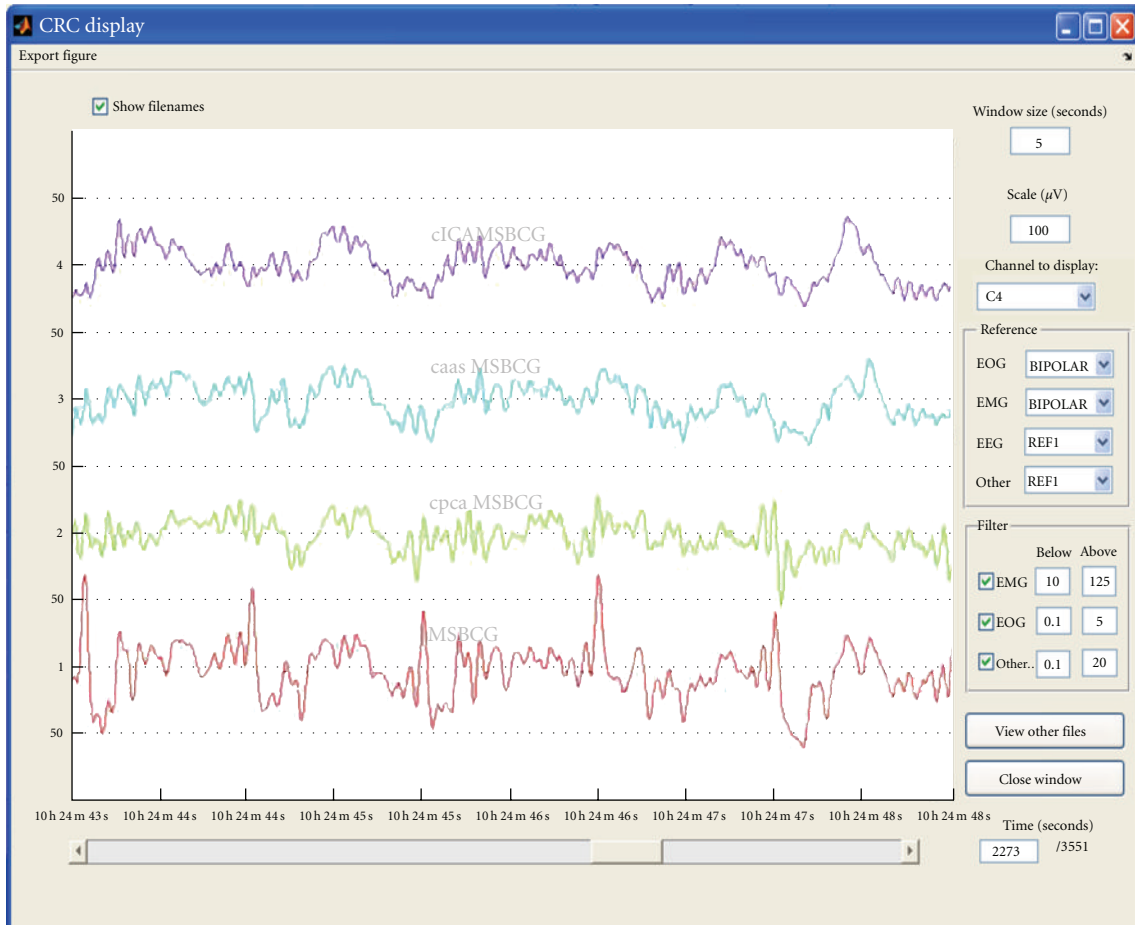 CRC display
Export figure
Show filenames
50
cICAMSBCG
4
50
caas MSBCG
3
50
cpca MSBCG
2
50
MSBCG
1
50
10 h 24 m 43 s 10 h 24 m 44 s 10 h 24 m 44 s 10 h 24 m 45 s 10 h 24 m 45 s 10 h 24 m 46 s 10 h 24 m 46 s 10 h 24 m 47 s 10 h 24 m 47 s 10 h 24 m 48 s 10 h 24 m 48 s
Window size (seconds)
5
Scale (µV)
100
Channel to display:
C4
Reference
EOG BIPOLAR
EMG BIPOLAR
EEG REF1
Other REF1
Filter
Below Above
EMG 10 125
EOG 0.1 5
Other.. 0.1 20
View other files
Close window
Time (seconds)
2273 /3551